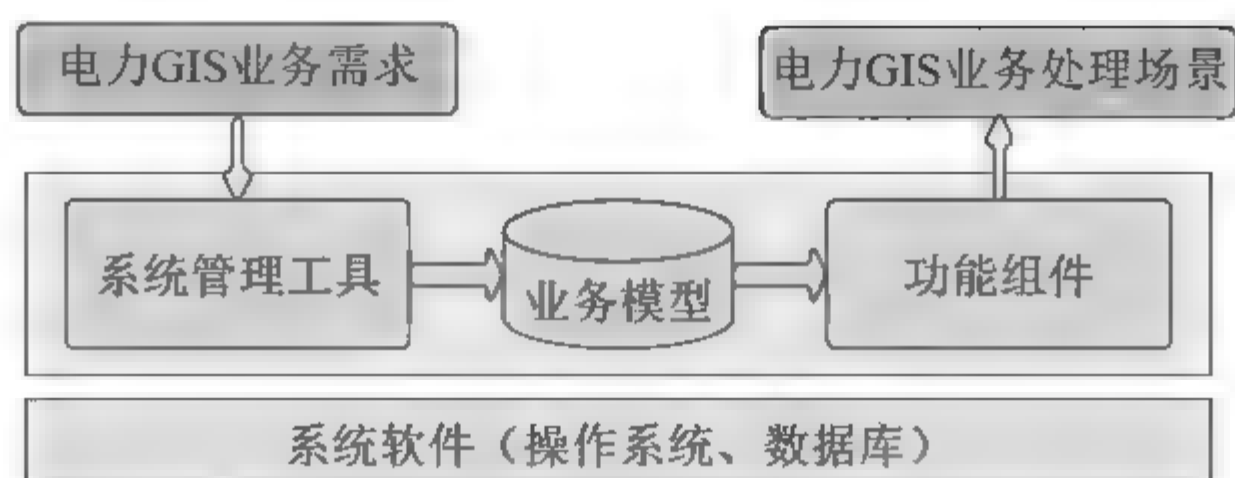 电力GIS业务需求
电力GIS业务处理场景
系统管理工具
业务模型
功能组件
系统软件（操作系统、数据库）